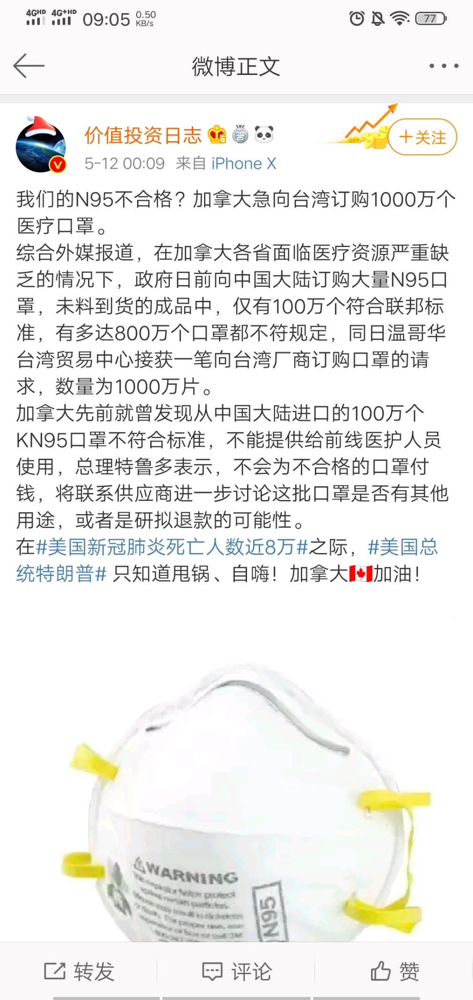 4GHD 4G+HD 09:05 0.50 KB/s 77
微博正文
价值投资日志 6 答
+关注
5-12 00:09 来自 iPhone X
我们的N95不合格？加拿大急向台湾订购1000万个
医疗口罩。
综合外媒报道，在加拿大各省面临医疗资源严重缺
乏的情况下，政府日前向中国大陆订购大量N95口
罩，未料到货的成品中，仅有100万个符合联邦标
准，有多达800万个口罩都不符规定，同日温哥华
台湾贸易中心接获一笔向台湾厂商订购口罩的请
求，数量为1000万片。
加拿大先前就曾发现从中国大陆进口的100万个
KN95口罩不符合标准，不能提供给前线医护人员
使用，总理特鲁多表示，不会为不合格的口罩付
钱，将联系供应商进一步讨论这批口罩是否有其他
用途，或者是研拟退款的可能性。
在#美国新冠肺炎死亡人数近8万#之际，#美国总
统特朗普# 只知道甩锅、自嗨！加拿大🇨🇦加油！
WARNING
N95
转发 评论 赞